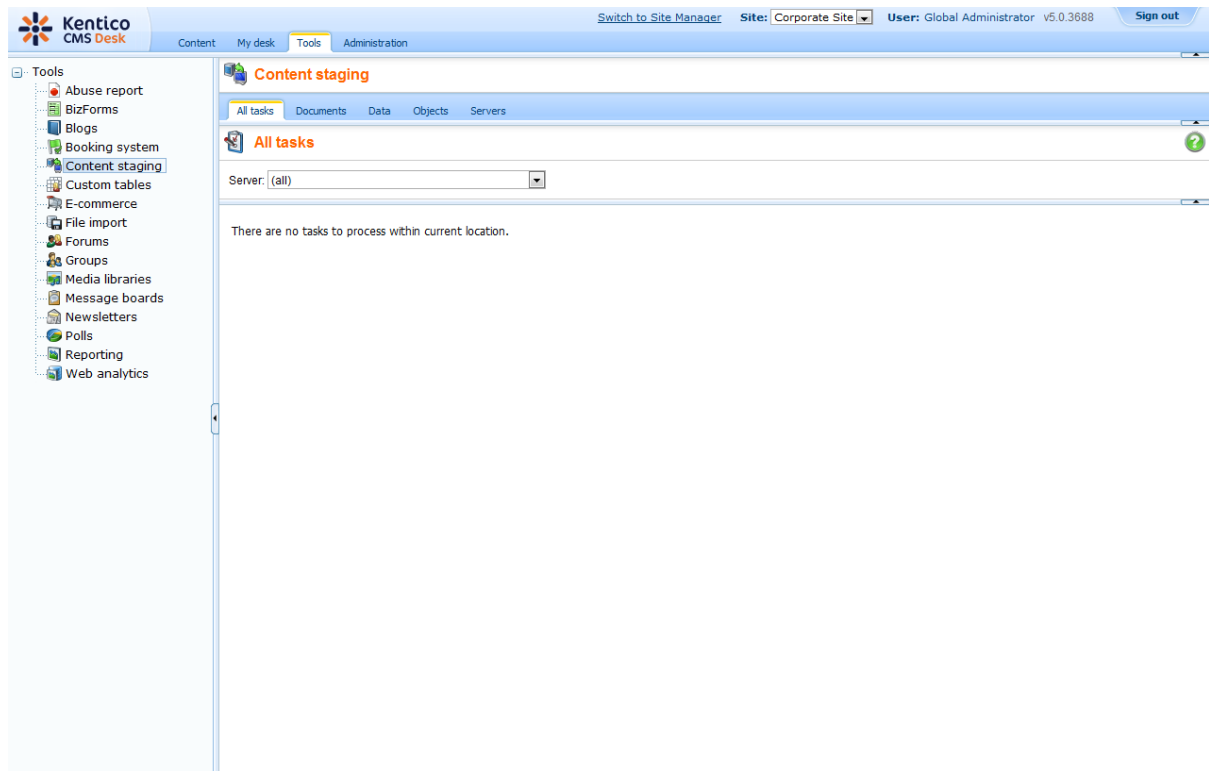 Kentico
CMS Desk
Switch to Site Manager Site: Corporate Site User: Global Administrator v5.0.3688 Sign out
Content My desk Tools Administration
Tools
Abuse report
BizForms
Blogs
Booking system
Content staging
Custom tables
E-commerce
File import
Forums
Groups
Media libraries
Message boards
Newsletters
Polls
Reporting
Web analytics
Content staging
All tasks Documents Data Objects Servers
All tasks
?
Server: (all)
There are no tasks to process within current location.